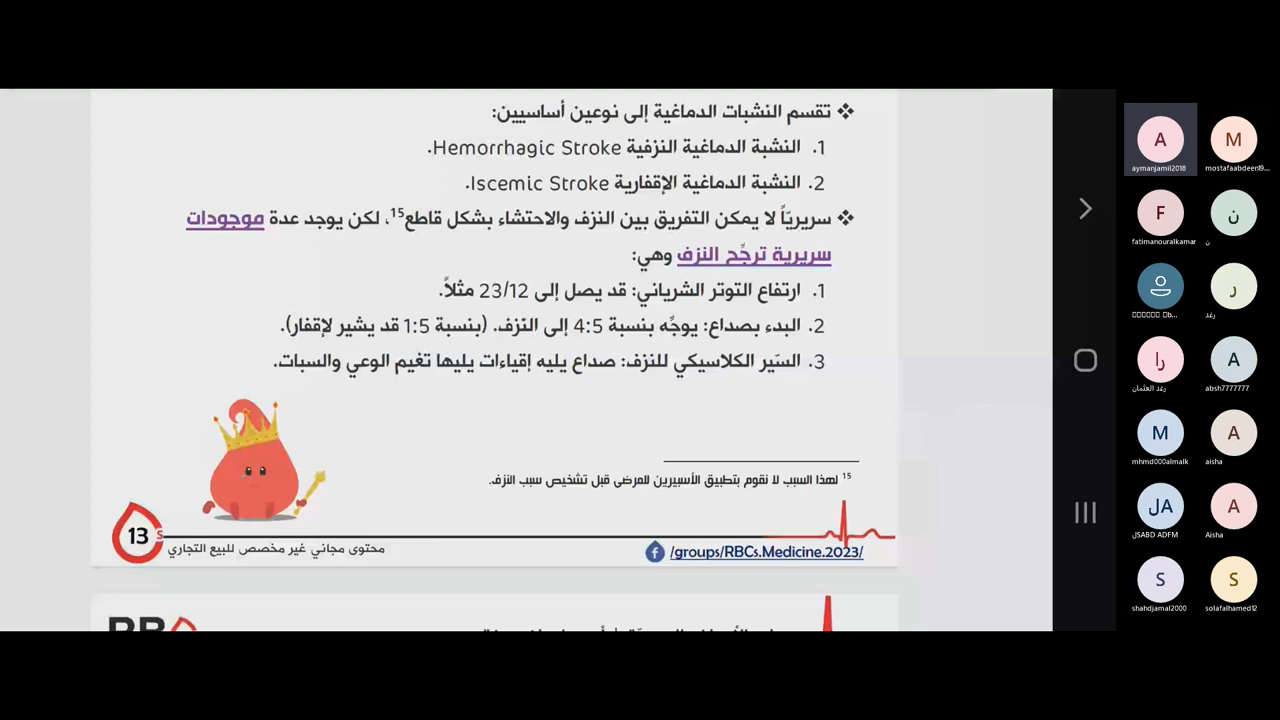 ❖ تقسم النشبات الدماغية إلى نوعين أساسيين:
1. النشبة الدماغية النزفية Hemorrhagic Stroke.
2. النشبة الدماغية الإقفارية Iscemic Stroke.
❖ سريريّاً لا يمكن التفريق بين النزف والاحتشاء بشكل قاطع15، لكن يوجد عدة موجودات
سريرية ترجِّح النزف وهي:
1. ارتفاع التوتر الشرياني: قد يصل إلى 23/12 مثلاً.
2. البدء بصداع: يوجِّه بنسبة 4:5 إلى النزف. (بنسبة 1:5 قد يشير لإقفار).
3. السّير الكلاسيكي للنزف: صداع يليه إقياءات يليها تغيم الوعي والسبات.
15 لهذا السبب لا نقوم بتطبيق الأسبيرين للمرضى قبل تشخيص سبب النزف.
/groups/RBCs.Medicine.2023/
محتوى مجاني غير مخصص للبيع التجاري
13
A
aymanjamil2018
M
mostafaabdeen19...
F
fatimanouralkamar
ن
ن
ر
رغد
را
رغد العثمان
A
absh7777777
M
mhmd000almalk
A
aisha
JA
A
Aisha
S
shahdjamal2000
S
solafalhamed12